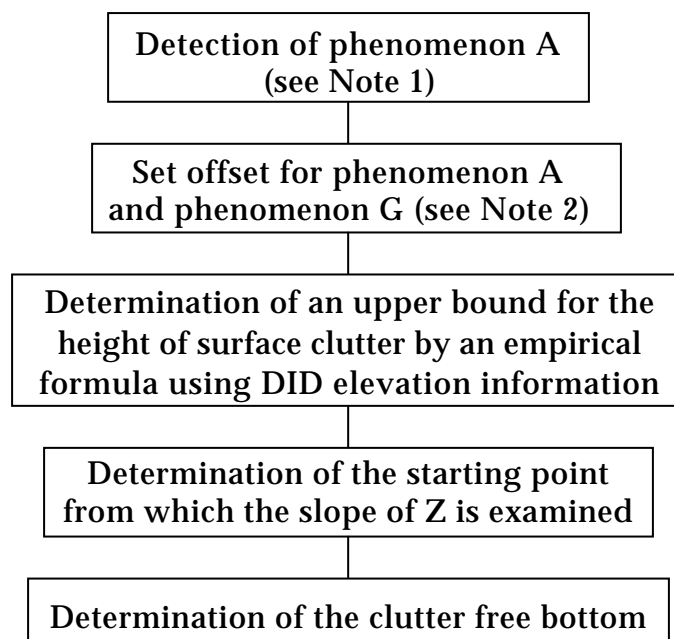 Detection of phenomenon A
(see Note 1)
Set offset for phenomenon A
and phenomenon G (see Note 2)
Determination of an upper bound for the
height of surface clutter by an empirical
formula using DID elevation information
Determination of the starting point
from which the slope of Z is examined
Determination of the clutter free bottom